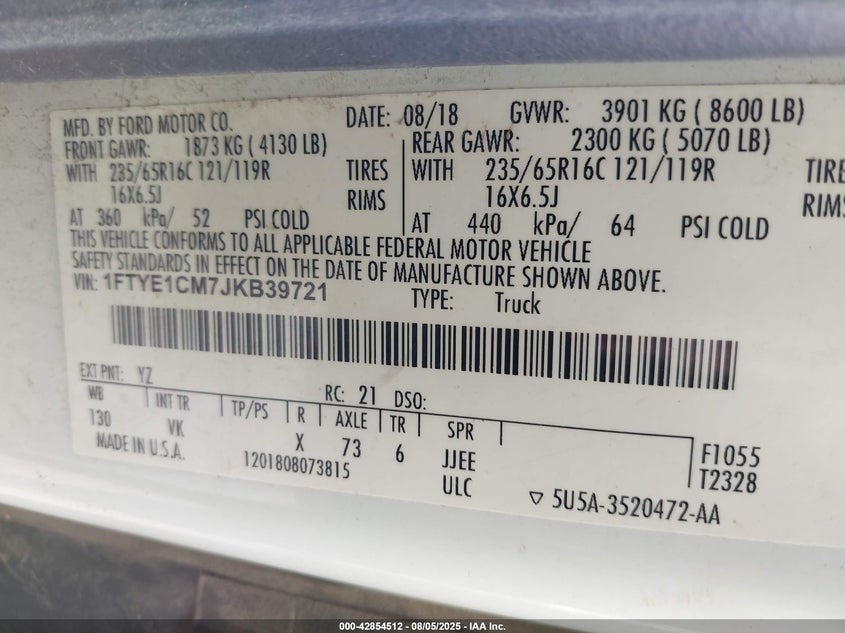 MFD. BY FORD MOTOR CO.
DATE: 08/18 GVWR: 3901 KG ( 8600 LB)
FRONT GAWR: 1873 KG ( 4130 LB)
WITH 235/65R16C 121/119R TIRES
16X6.5J RIMS
AT 360 kPa/ 52 PSI COLD
REAR GAWR: 2300 KG ( 5070 LB)
WITH 235/65R16C 121/119R TIRE
16X6.5J RIMS
AT 440 kPa/ 64 PSI COLD
THIS VEHICLE CONFORMS TO ALL APPLICABLE FEDERAL MOTOR VEHICLE
SAFETY STANDARDS IN EFFECT ON THE DATE OF MANUFACTURE SHOWN ABOVE.
VIN: 1FTYE1CM7JKB39721
TYPE: Truck
EXT PNT: YZ RC: 21 DSO:
WB INT TR TP/PS R AXLE TR SPR
130 VK X 73 6 JJEE
ULC
MADE IN U.S.A. 1201808073815
F1055
T2328
▽ 5U5A-3520472-AA
000-42854512 - 08/05/2025 - IAA Inc.